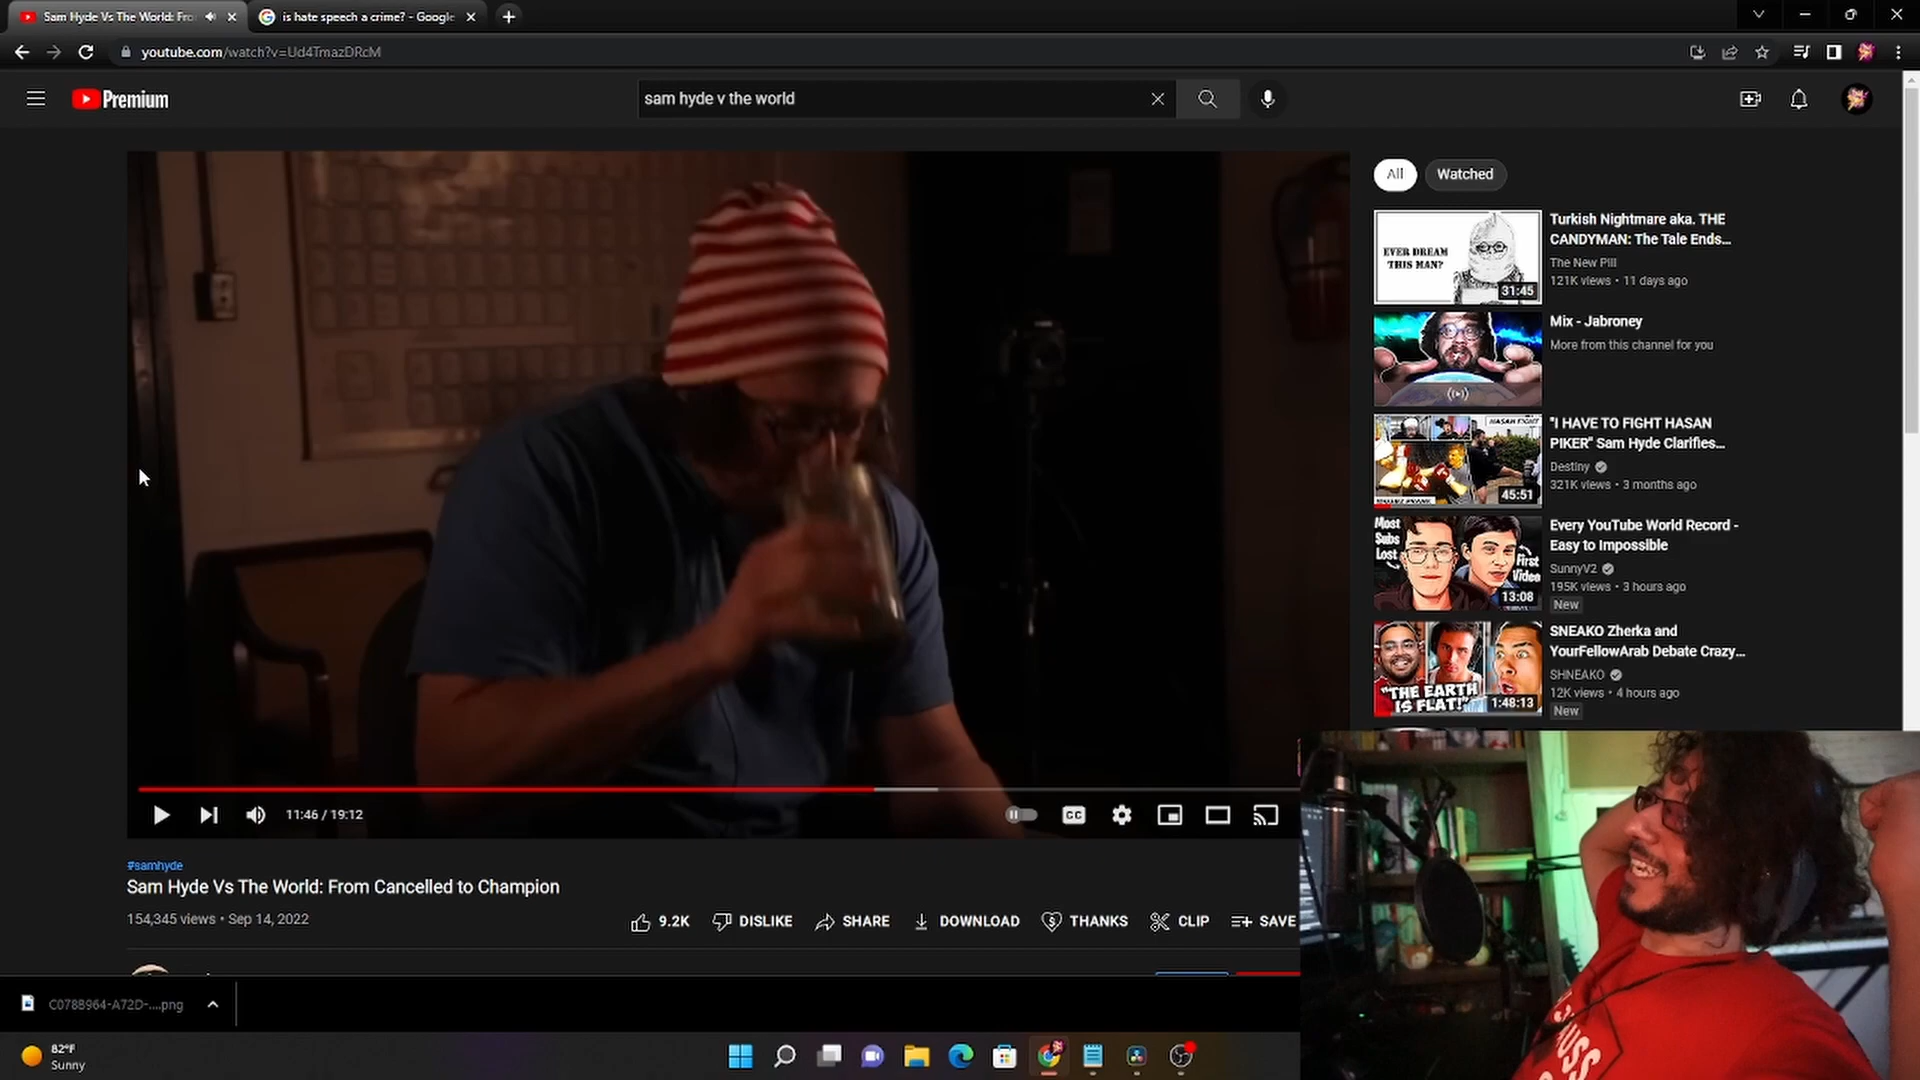 Sam Hyde Vs The World: Fro
is hate speech a crime? - Google
youtube.com/watch?v=Ud4TmazDRcM
Premium
sam hyde v the world
All
Watched
EVER DREAM
THIS MAN?
31:45
Turkish Nightmare aka. THE
CANDYMAN: The Tale Ends...
The New Pill
121K views • 11 days ago
Mix - Jabroney
More from this channel for you
HASAN FIGHT
45:51
"I HAVE TO FIGHT HASAN
PIKER" Sam Hyde Clarifies...
Destiny
321K views • 3 months ago
Most
Subs
Lost
First
Video
13:08
Every YouTube World Record -
Easy to Impossible
SunnyV2
195K views • 3 hours ago
New
"THE EARTH
IS FLAT!"
1:48:13
SNEAKO Zherka and
YourFellowArab Debate Crazy...
SHNEAKO
12K views • 4 hours ago
New
11:46 / 19:12
CC
#samhyde
Sam Hyde Vs The World: From Cancelled to Champion
154,345 views • Sep 14, 2022
9.2K
DISLIKE
SHARE
DOWNLOAD
THANKS
CLIP
SAVE
C0788964-A72D-....png
82°F
Sunny